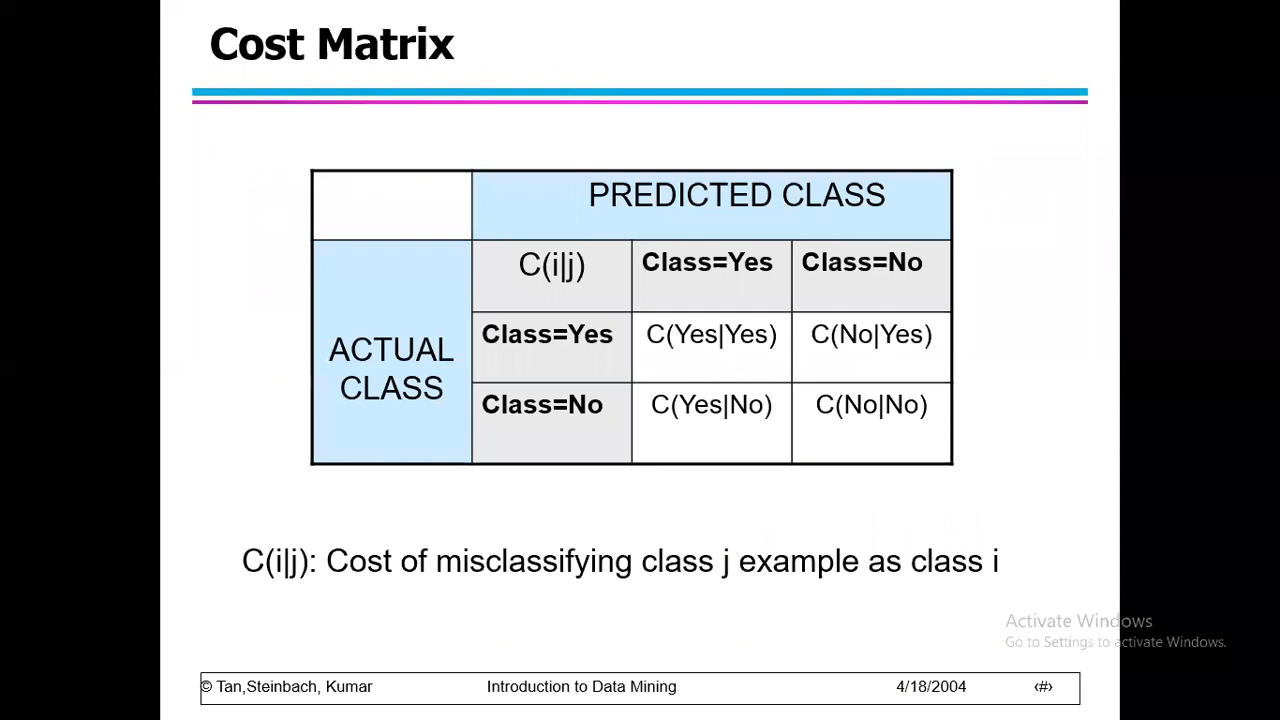 Cost Matrix
PREDICTED CLASS
C(i|j) Class=Yes Class=No
ACTUAL
CLASS
Class=Yes C(Yes|Yes) C(No|Yes)
Class=No C(Yes|No) C(No|No)
C(i|j): Cost of misclassifying class j example as class i
Activate Windows
Go to Settings to activate Windows.
© Tan,Steinbach, Kumar Introduction to Data Mining 4/18/2004 ‹#›